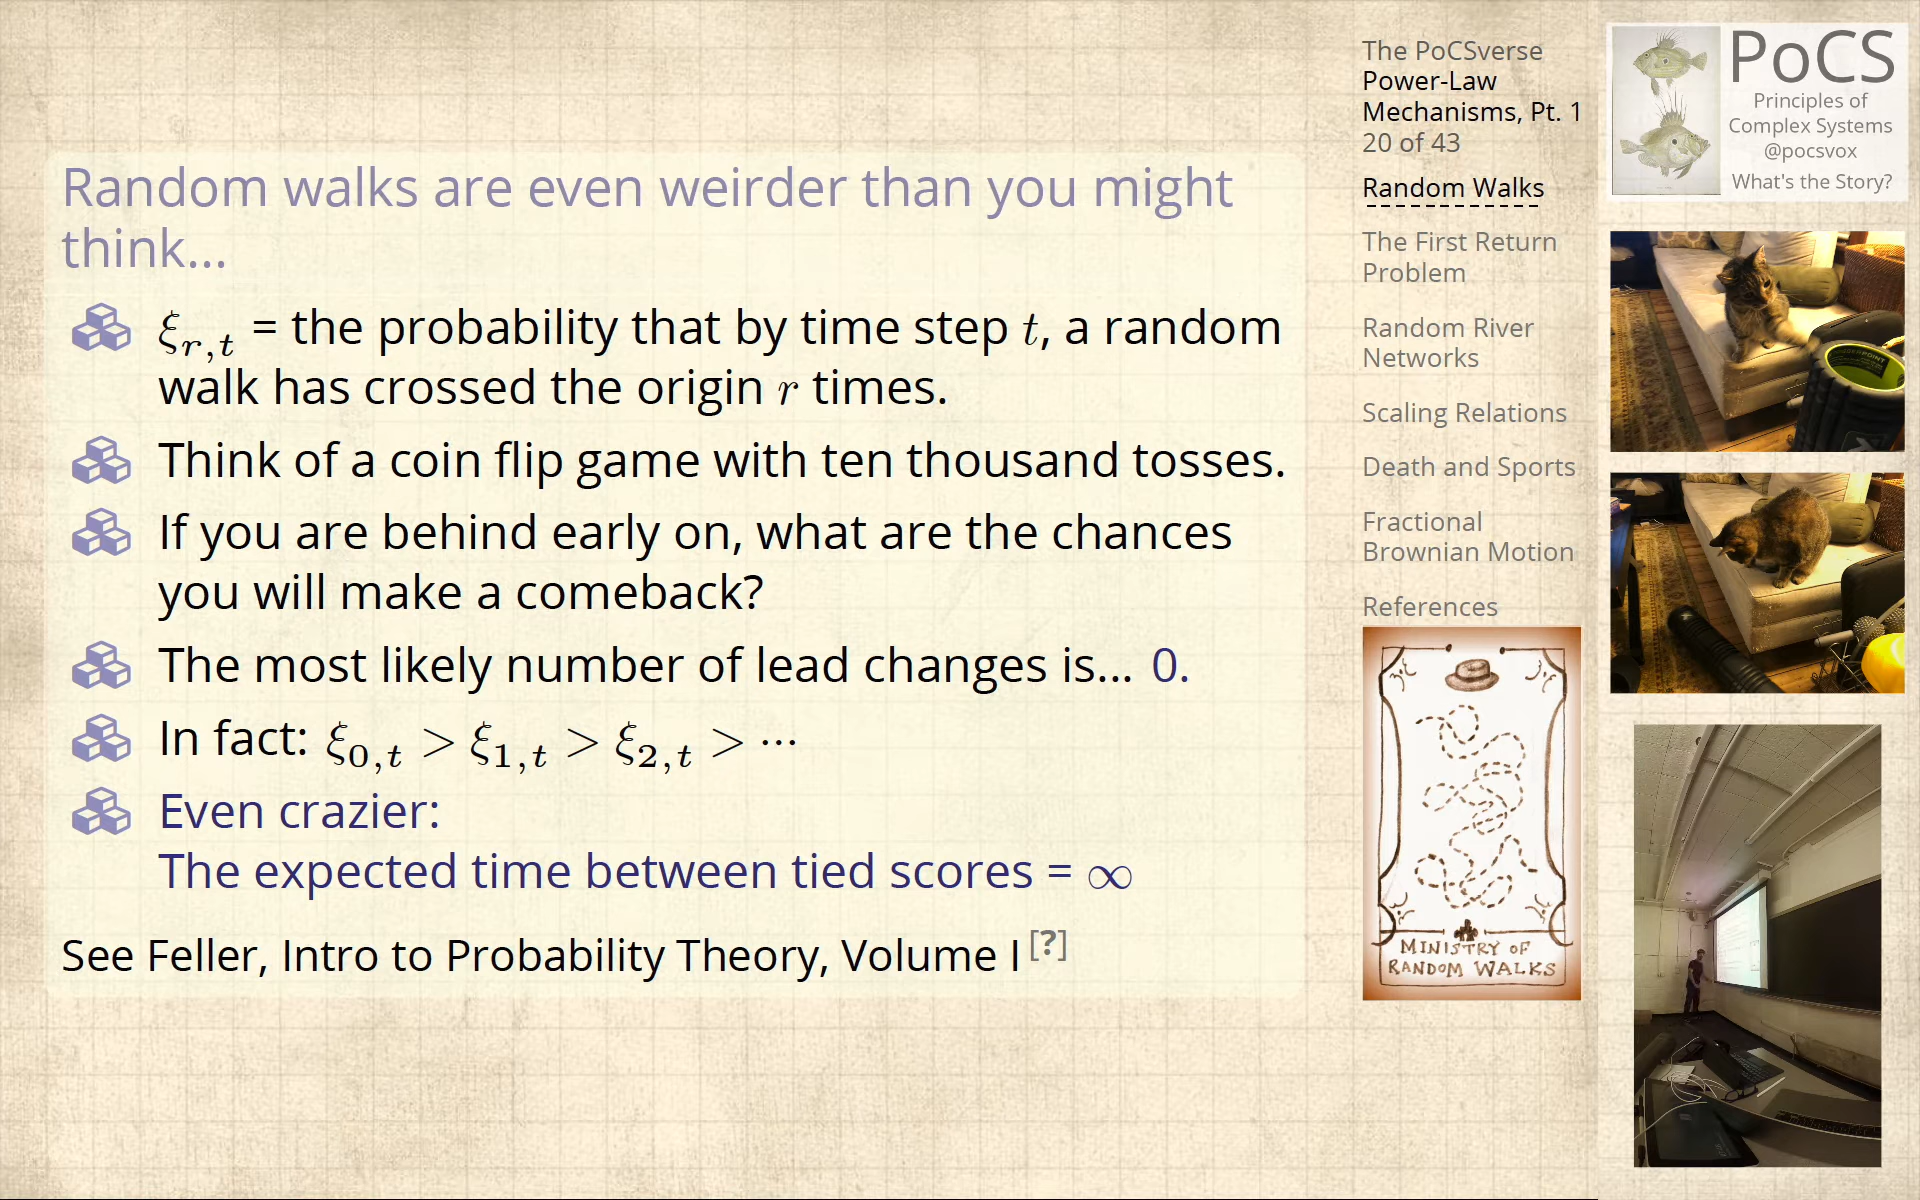 Random walks are even weirder than you might
think...
ξ_{r,t} = the probability that by time step t, a random
walk has crossed the origin r times.
Think of a coin flip game with ten thousand tosses.
If you are behind early on, what are the chances
you will make a comeback?
The most likely number of lead changes is... 0.
In fact: ξ_{0,t} > ξ_{1,t} > ξ_{2,t} > ⋯
Even crazier:
The expected time between tied scores = ∞
See Feller, Intro to Probability Theory, Volume I [?]
The PoCSverse
Power-Law
Mechanisms, Pt. 1
20 of 43
Random Walks
The First Return
Problem
Random River
Networks
Scaling Relations
Death and Sports
Fractional
Brownian Motion
References
MINISTRY OF
RANDOM WALKS
PoCS
Principles of
Complex Systems
@pocsvox
What's the Story?